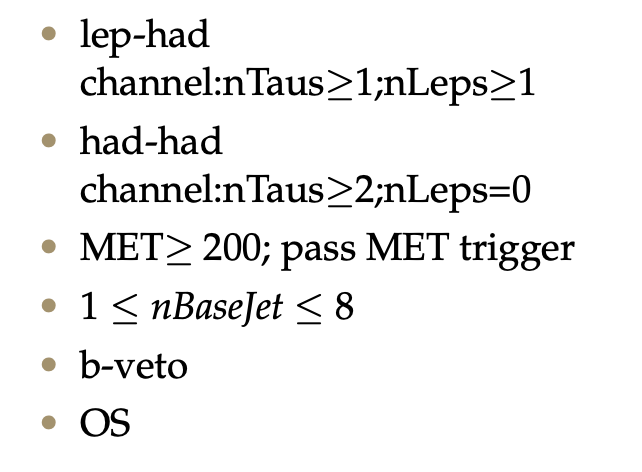 • lep-had
channel:nTaus≥1;nLeps≥1
• had-had
channel:nTaus≥2;nLeps=0
• MET≥ 200; pass MET trigger
• 1 ≤ nBaseJet ≤ 8
• b-veto
• OS